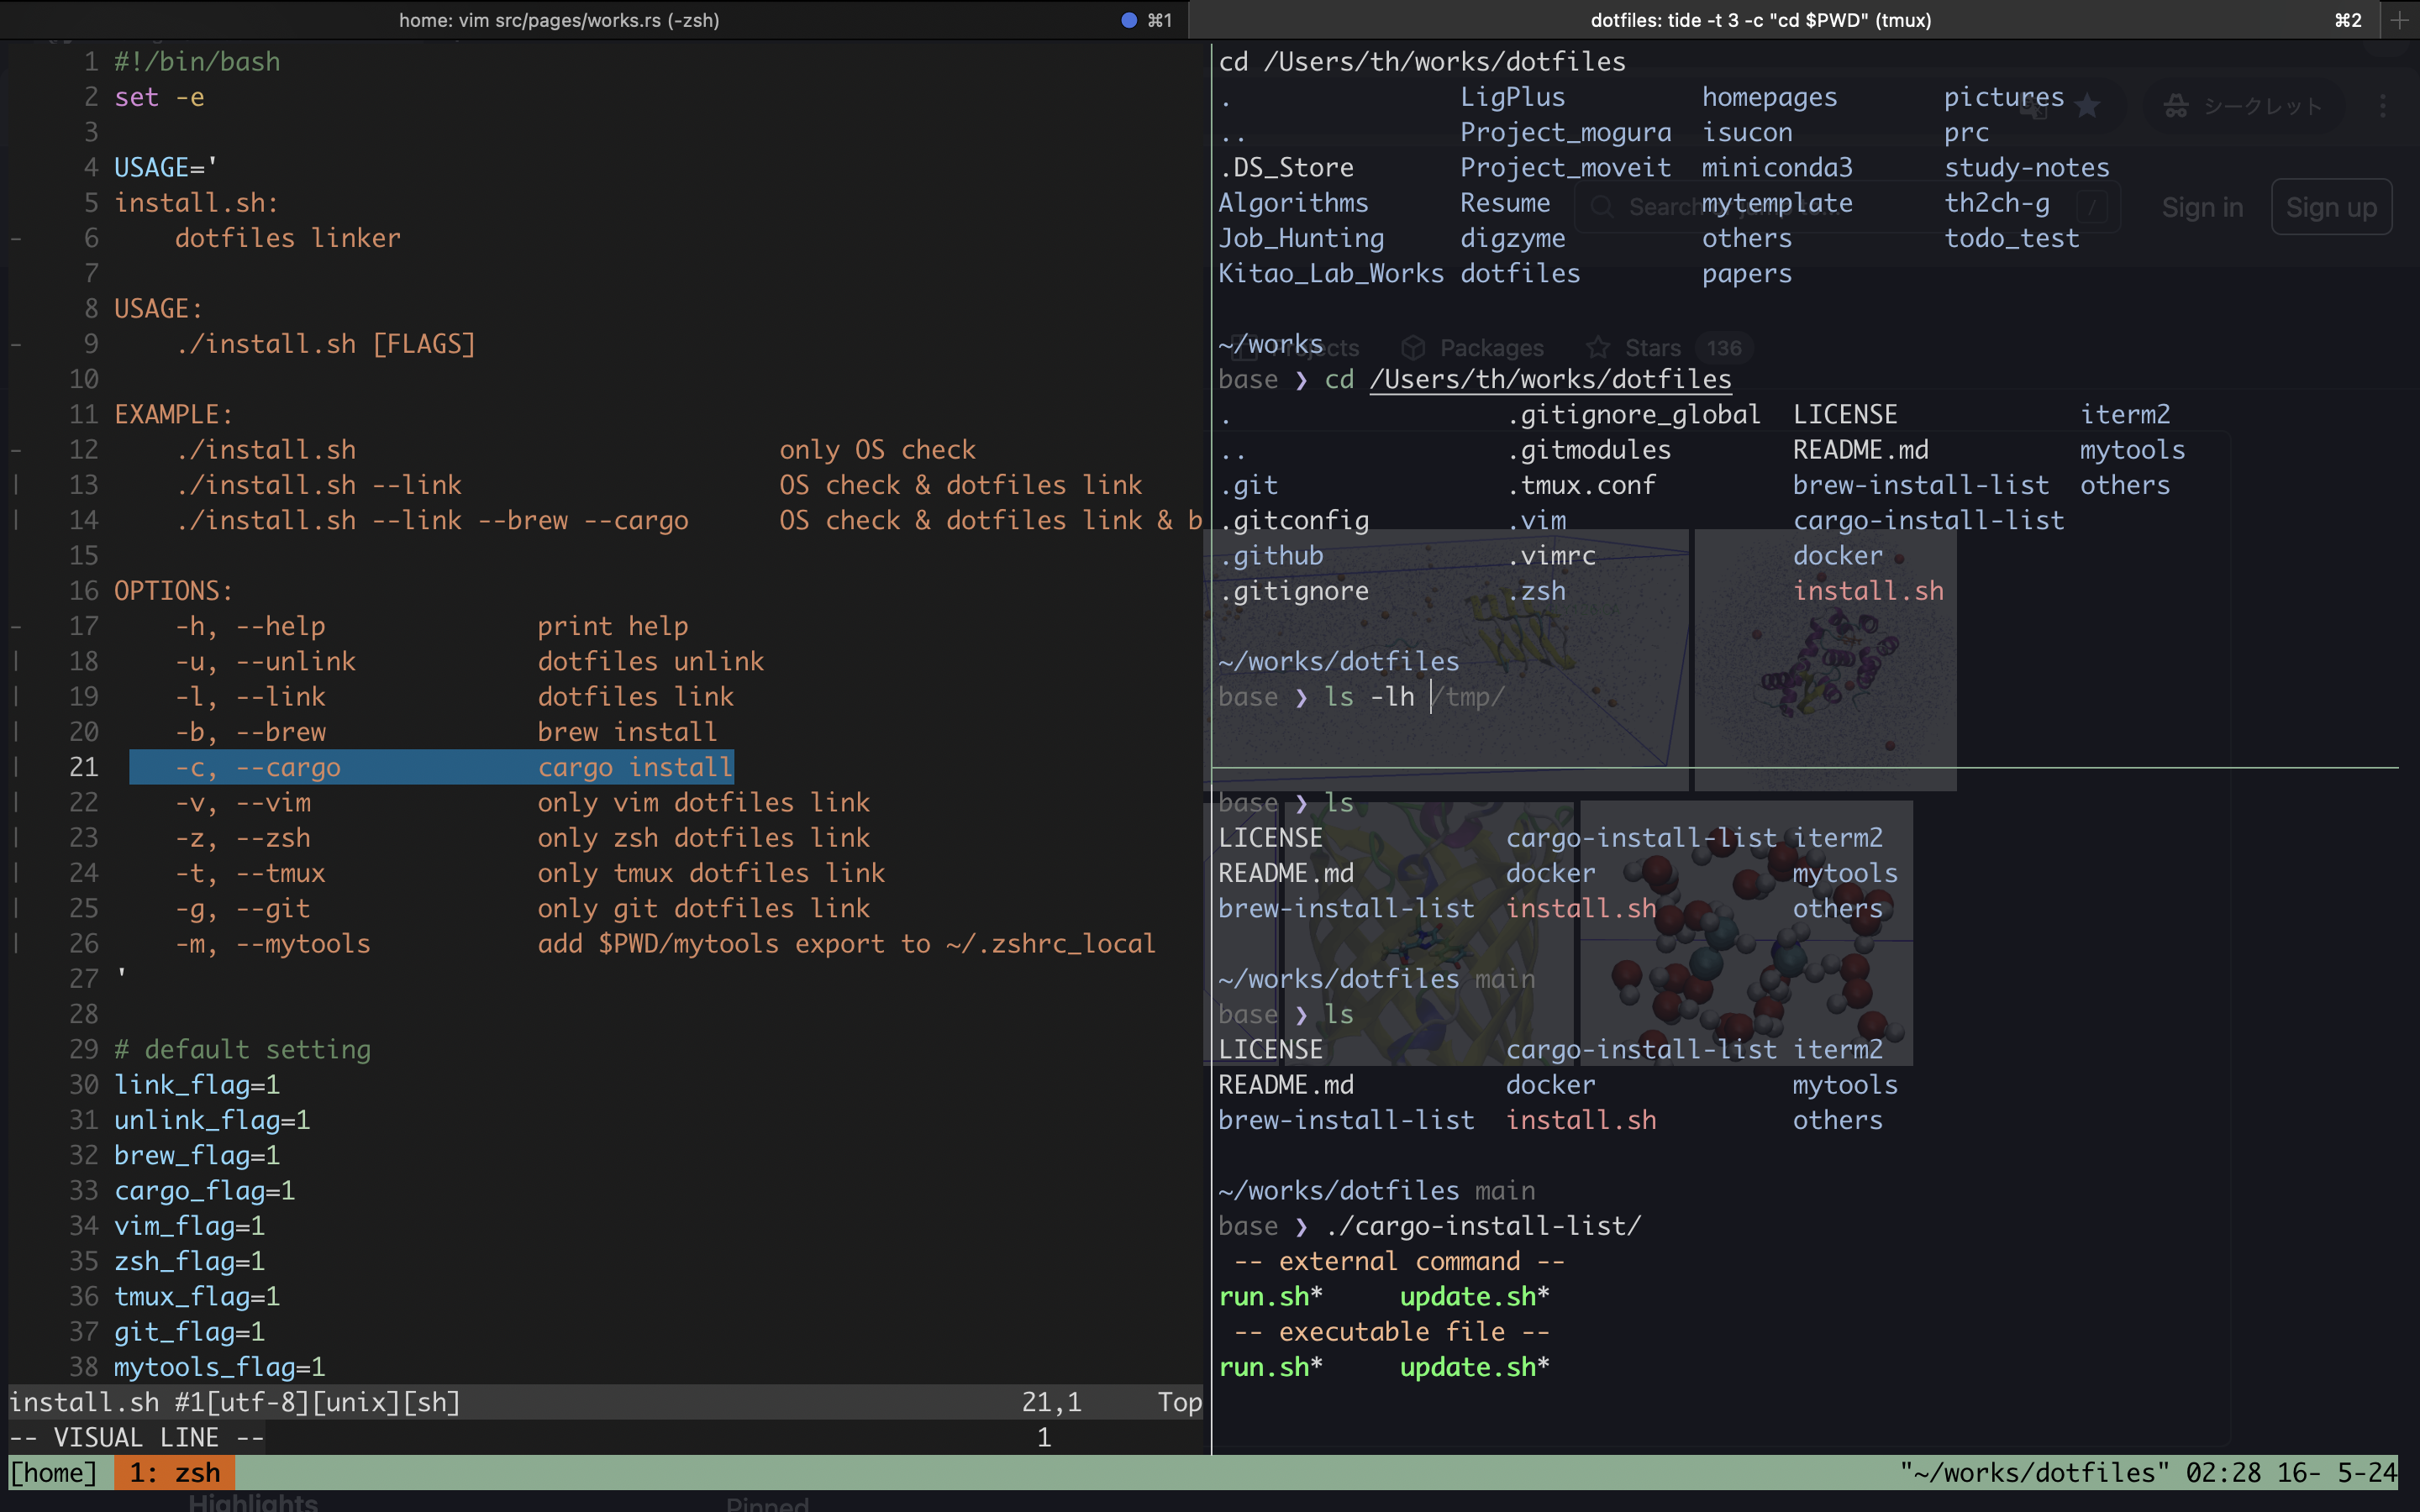 home: vim src/pages/works.rs (-zsh) ⌘1
dotfiles: tide -t 3 -c "cd $PWD" (tmux) ⌘2
1 #!/bin/bash
2 set -e
3
4 USAGE='
5 install.sh:
6     dotfiles linker
7
8 USAGE:
9     ./install.sh [FLAGS]
10
11 EXAMPLE:
12     ./install.sh                            only OS check
13     ./install.sh --link                     OS check & dotfiles link
14     ./install.sh --link --brew --cargo      OS check & dotfiles link & b
15
16 OPTIONS:
17     -h, --help              print help
18     -u, --unlink            dotfiles unlink
19     -l, --link              dotfiles link
20     -b, --brew              brew install
21     -c, --cargo             cargo install
22     -v, --vim               only vim dotfiles link
23     -z, --zsh               only zsh dotfiles link
24     -t, --tmux              only tmux dotfiles link
25     -g, --git               only git dotfiles link
26     -m, --mytools           add $PWD/mytools export to ~/.zshrc_local
27 '
28
29 # default setting
30 link_flag=1
31 unlink_flag=1
32 brew_flag=1
33 cargo_flag=1
34 vim_flag=1
35 zsh_flag=1
36 tmux_flag=1
37 git_flag=1
38 mytools_flag=1
install.sh #1[utf-8][unix][sh]                                     21,1     Top
-- VISUAL LINE --                                                   1
cd /Users/th/works/dotfiles
.               LigPlus         homepages       pictures
..              Project_mogura  isucon          prc
.DS_Store       Project_moveit  miniconda3      study-notes
Algorithms      Resume          mytemplate      th2ch-g
Job_Hunting     digzyme         others          todo_test
Kitao_Lab_Works dotfiles        papers
シークレット
Search
/
Sign in
Sign up
~/works
Packages
Stars 136
base ❯ cd /Users/th/works/dotfiles
.                  .gitignore_global  LICENSE            iterm2
..                 .gitmodules        README.md          mytools
.git               .tmux.conf         brew-install-list  others
.gitconfig         .vim               cargo-install-list
.github            .vimrc             docker
.gitignore         .zsh               install.sh
~/works/dotfiles
base ❯ ls -lh /tmp/
base ❯ ls
LICENSE            cargo-install-list iterm2
README.md          docker             mytools
brew-install-list  install.sh         others
~/works/dotfiles main
base ❯ ls
LICENSE            cargo-install-list iterm2
README.md          docker             mytools
brew-install-list  install.sh         others
~/works/dotfiles main
base ❯ ./cargo-install-list/
-- external command --
run.sh*     update.sh*
-- executable file --
run.sh*     update.sh*
[home] 1: zsh "~/works/dotfiles" 02:28 16- 5-24
Highlights
Pinned